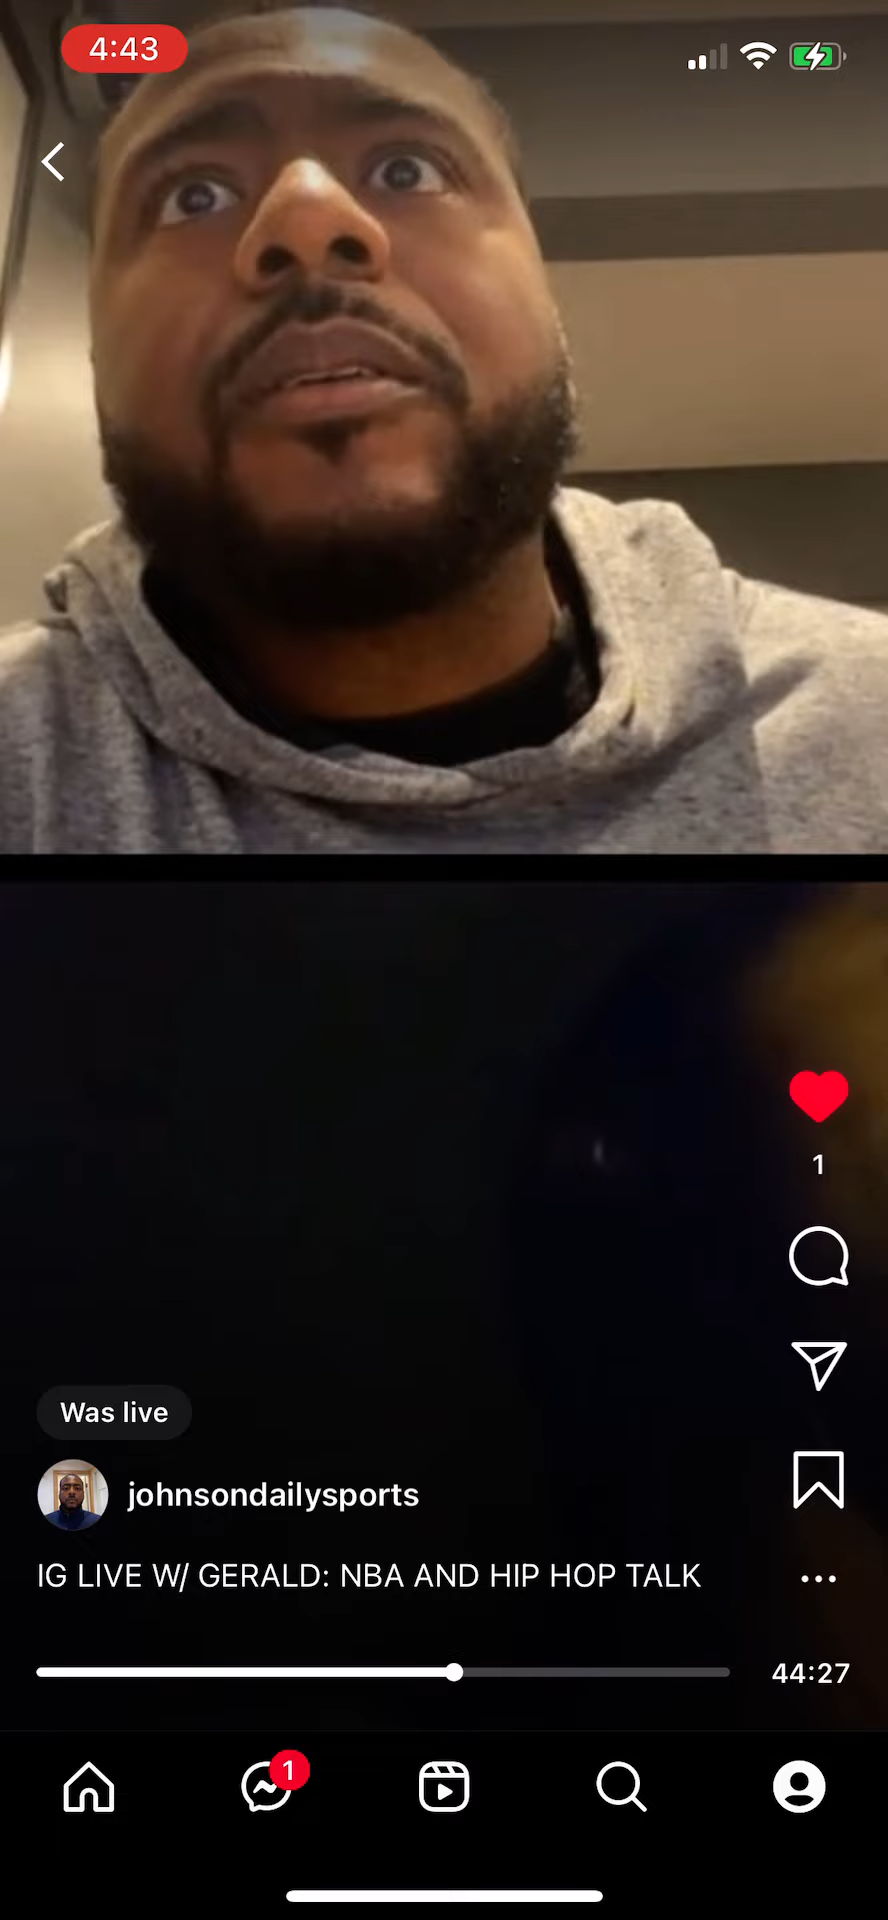 4:43
1
Was live
johnsondailysports
IG LIVE W/ GERALD: NBA AND HIP HOP TALK
44:27
1